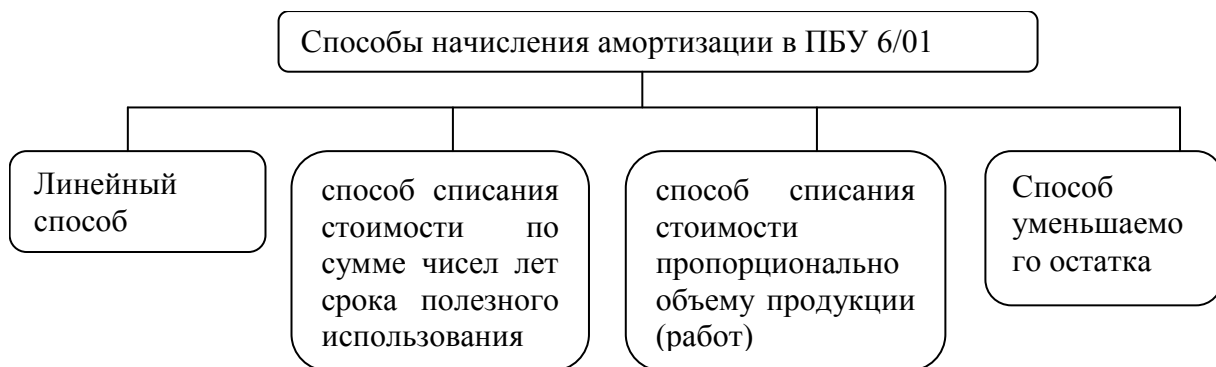 Способы начисления амортизации в ПБУ 6/01
Линейный
способ
способ списания
стоимости по
сумме чисел лет
срока полезного
использования
способ списания
стоимости
пропорционально
объему продукции
(работ)
Способ
уменьшаемо
го остатка